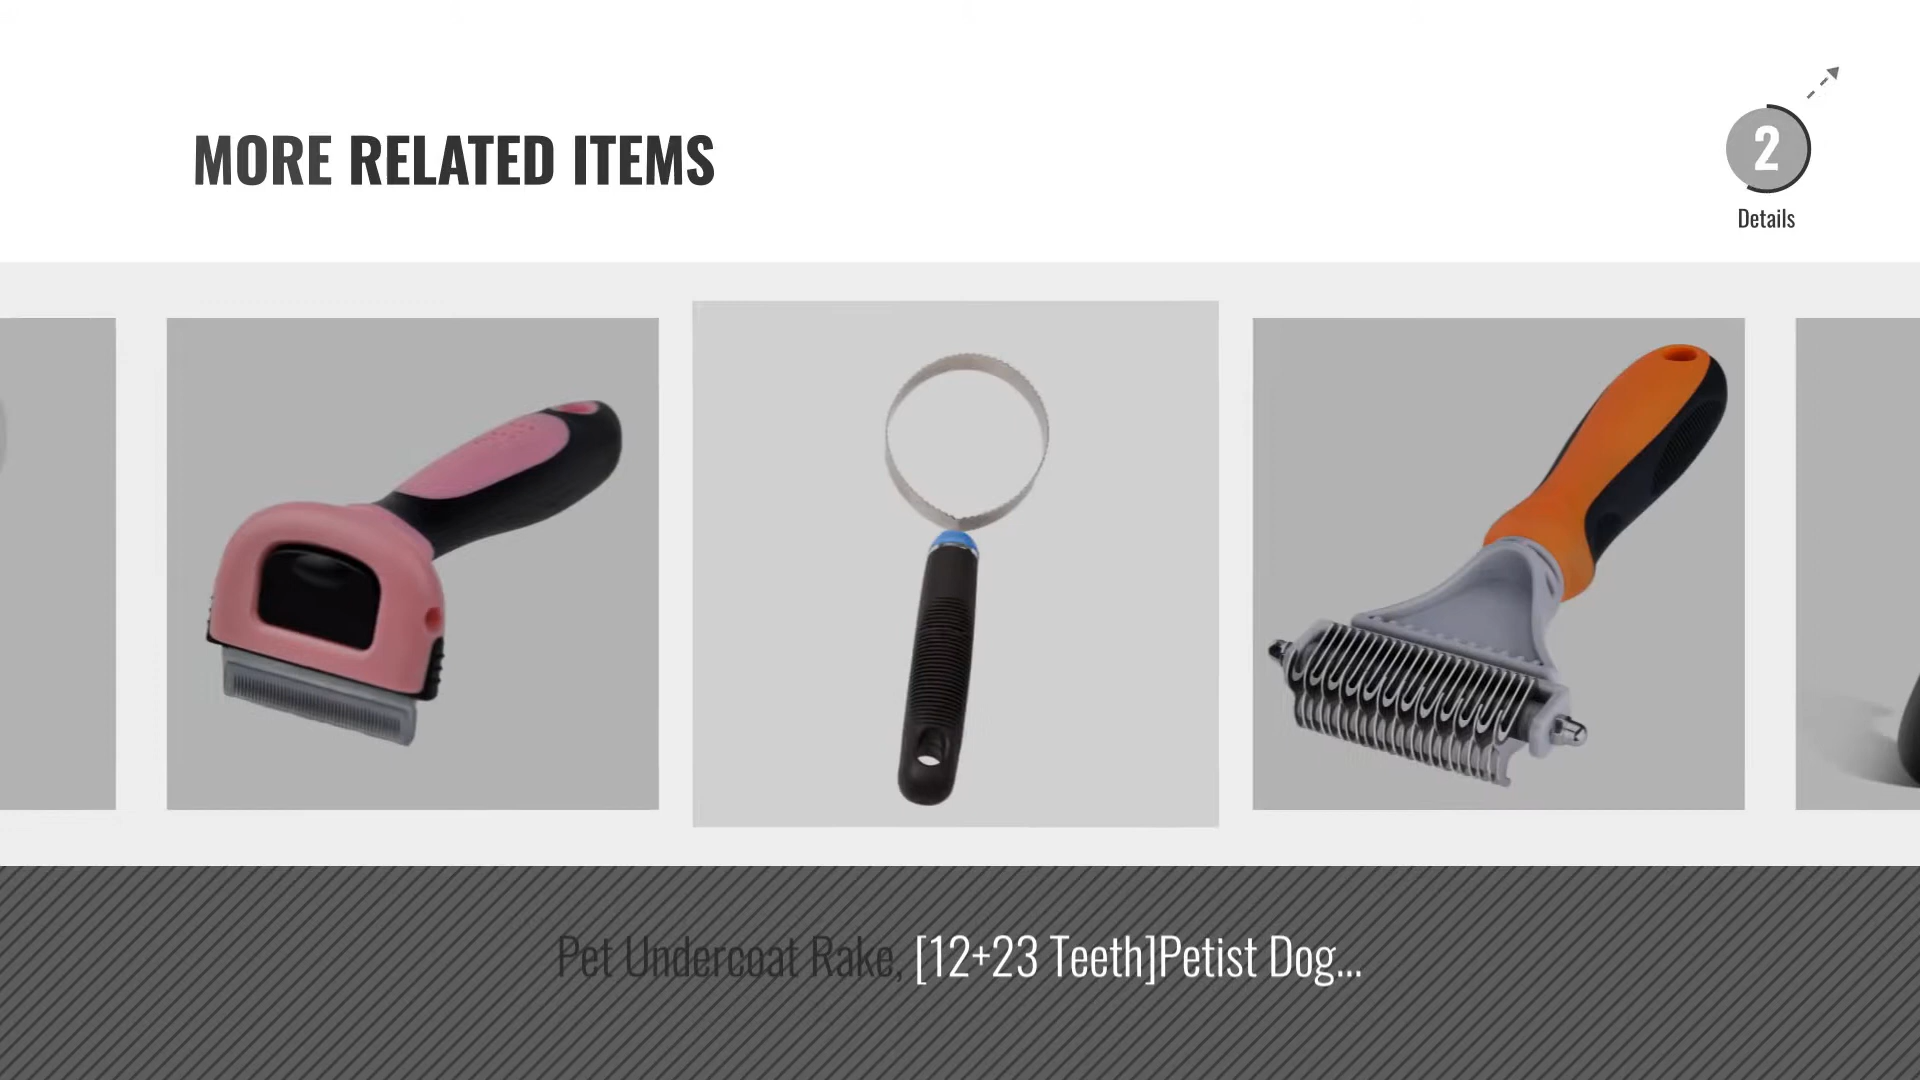 MORE RELATED ITEMS
2
Details
Pet Undercoat Rake, [12+23 Teeth]Petist Dog...